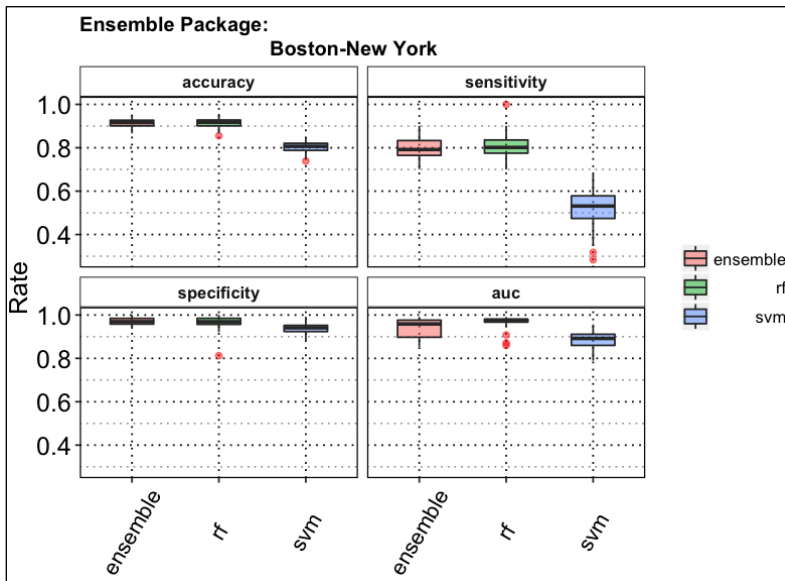 Ensemble Package:
Boston-New York
accuracy
sensitivity
1.0
0.8
0.6
0.4
specificity
auc
1.0
0.8
0.6
0.4
Rate
ensemble
rf
svm
ensemble
rf
svm
ensemble
rf
svm